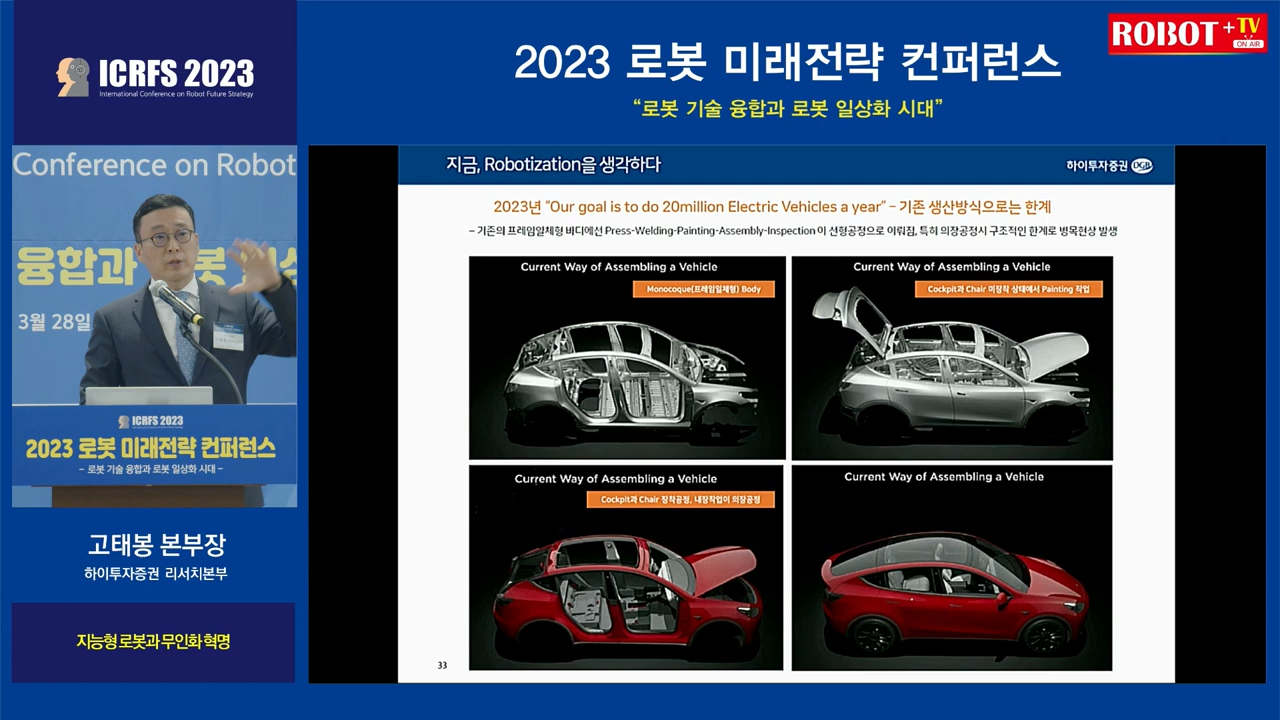 ICRFS 2023
International Conference on Robot Future Strategy
2023 로봇 미래전략 컨퍼런스
“로봇 기술 융합과 로봇 일상화 시대”
ROBOT+TV
ON AIR
Conference on Robot
융합과 로봇 일상
3월 28일
ICRFS 2023
2023 로봇 미래전략 컨퍼런스
- 로봇 기술 융합과 로봇 일상화 시대 -
고태봉 본부장
하이투자증권 리서치본부
지능형 로봇과 무인화 혁명
지금, Robotization을 생각하다
하이투자증권 DGB
2023년 “Our goal is to do 20million Electric Vehicles a year” – 기존 생산방식으로는 한계
– 기존의 프레임일체형 바디에선 Press-Welding-Painting-Assembly-Inspection 이 선형공정으로 이뤄짐, 특히 의장공정시 구조적인 한계로 병목현상 발생
Current Way of Assembling a Vehicle
Monocoque(프레임일체형) Body
Current Way of Assembling a Vehicle
Cockpit과 Chair 미장착 상태에서 Painting 작업
Current Way of Assembling a Vehicle
Cockpit과 Chair 장착공정, 내장작업이 의장공정
Current Way of Assembling a Vehicle
33